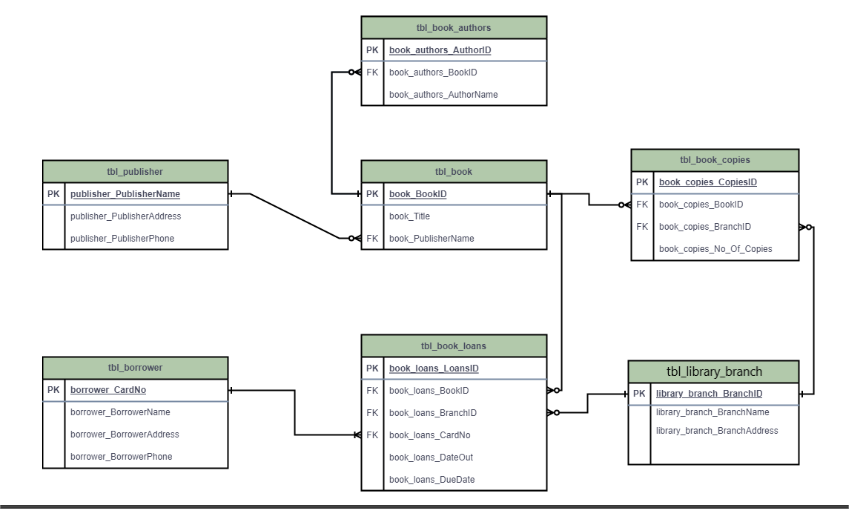 tbl_book_authors
PK book_authors_AuthorID
FK book_authors_BookID
book_authors_AuthorName
tbl_publisher
PK publisher_PublisherName
publisher_PublisherAddress
publisher_PublisherPhone
tbl_book
PK book_BookID
book_Title
FK book_PublisherName
tbl_book_copies
PK book_copies_CopiesID
FK book_copies_BookID
FK book_copies_BranchID
book_copies_No_Of_Copies
tbl_borrower
PK borrower_CardNo
borrower_BorrowerName
borrower_BorrowerAddress
borrower_BorrowerPhone
tbl_book_loans
PK book_loans_LoansID
FK book_loans_BookID
FK book_loans_BranchID
FK book_loans_CardNo
book_loans_DateOut
book_loans_DueDate
tbl_library_branch
PK library_branch_BranchID
library_branch_BranchName
library_branch_BranchAddress